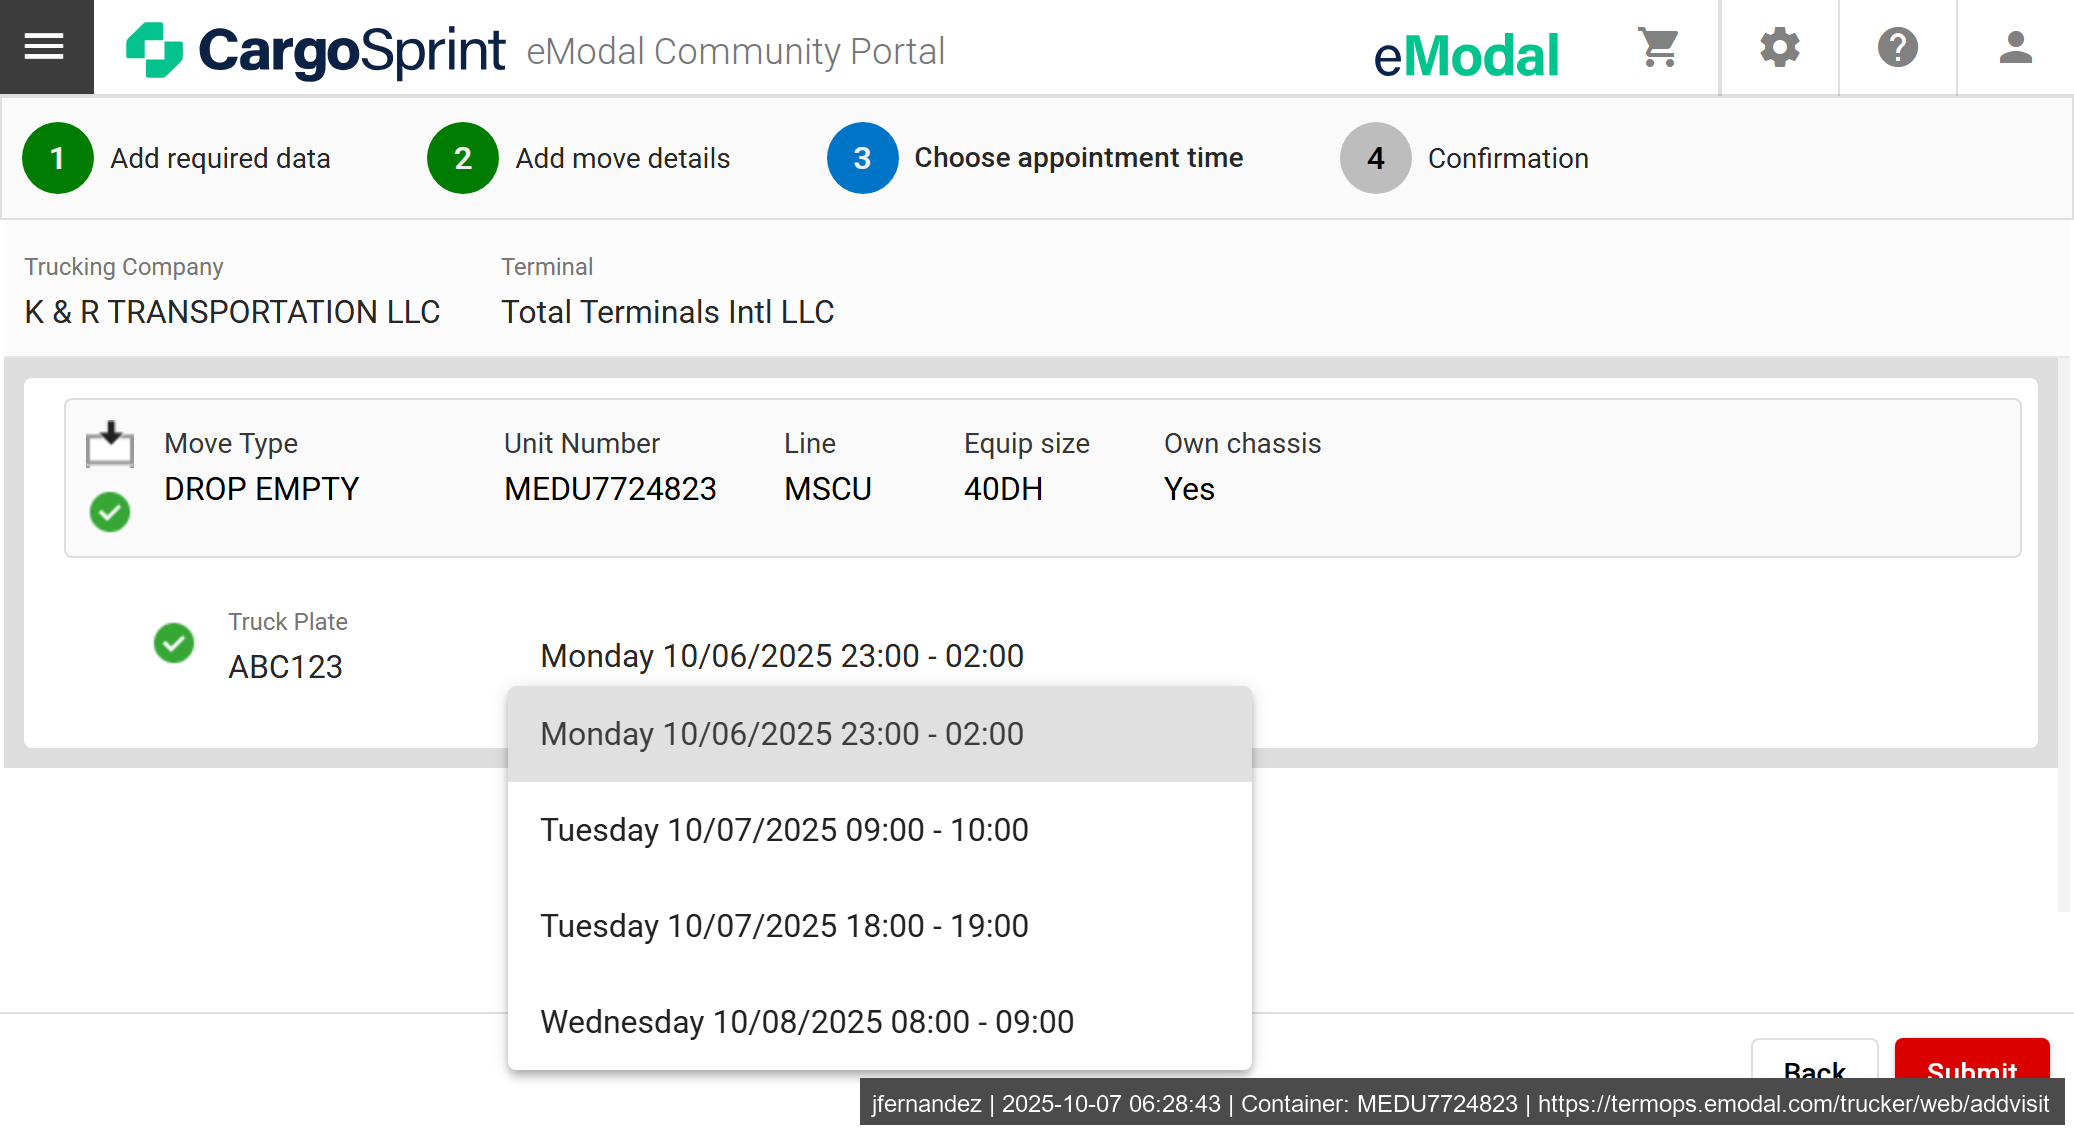 CargoSprint eModal Community Portal
eModal
1 Add required data
2 Add move details
3 Choose appointment time
4 Confirmation
Trucking Company
K & R TRANSPORTATION LLC
Terminal
Total Terminals Intl LLC
Move Type
DROP EMPTY
Unit Number
MEDU7724823
Line
MSCU
Equip size
40DH
Own chassis
Yes
Truck Plate
ABC123
Monday 10/06/2025 23:00 - 02:00
Monday 10/06/2025 23:00 - 02:00
Tuesday 10/07/2025 09:00 - 10:00
Tuesday 10/07/2025 18:00 - 19:00
Wednesday 10/08/2025 08:00 - 09:00
Back
Submit
jfernandez | 2025-10-07 06:28:43 | Container: MEDU7724823 | https://termops.emodal.com/trucker/web/addvisit